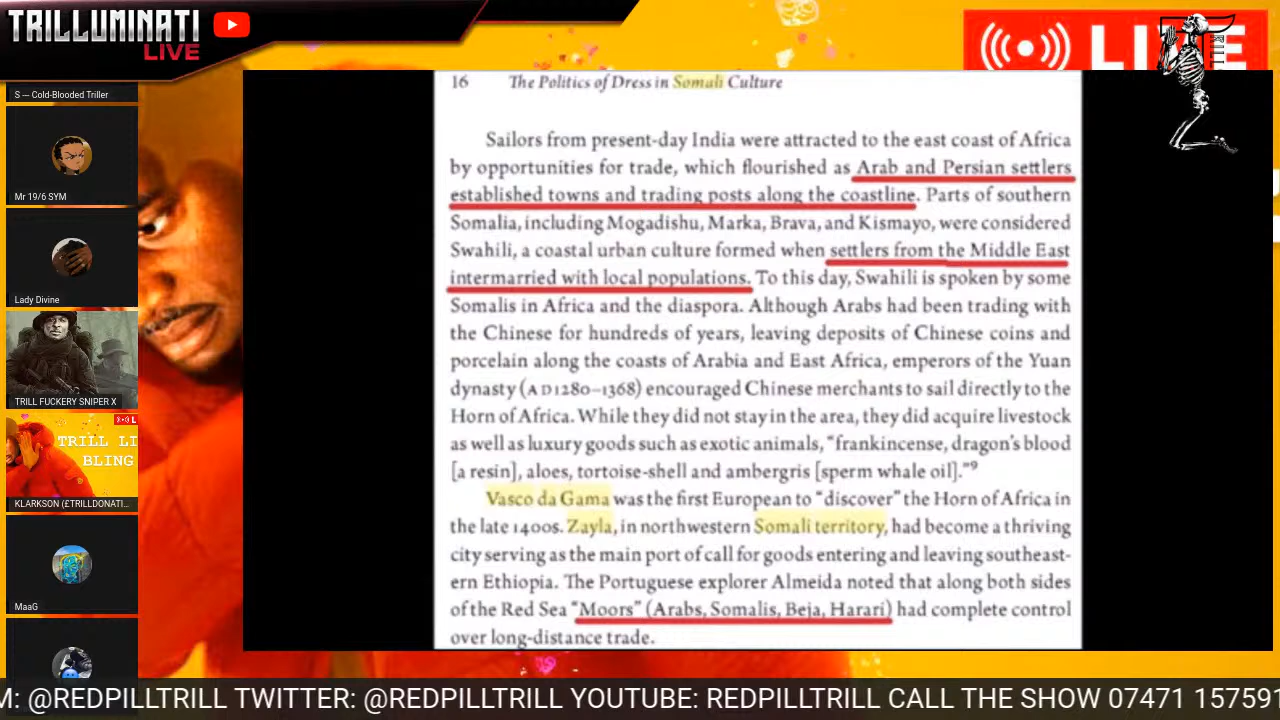 TRILLUMINATI
LIVE
LIVE
TRILL
S — Cold-Blooded Triller
Mr 19/6 SYM
Lady Divine
TRILL FUCKERY SNIPER X
TRILL LI
BLING
KLARKSON (£TRILLDONATI...
MaaG
16 The Politics of Dress in Somali Culture
Sailors from present-day India were attracted to the east coast of Africa
by opportunities for trade, which flourished as Arab and Persian settlers
established towns and trading posts along the coastline. Parts of southern
Somalia, including Mogadishu, Marka, Brava, and Kismayo, were considered
Swahili, a coastal urban culture formed when settlers from the Middle East
intermarried with local populations. To this day, Swahili is spoken by some
Somalis in Africa and the diaspora. Although Arabs had been trading with
the Chinese for hundreds of years, leaving deposits of Chinese coins and
porcelain along the coasts of Arabia and East Africa, emperors of the Yuan
dynasty (AD1280–1368) encouraged Chinese merchants to sail directly to the
Horn of Africa. While they did not stay in the area, they did acquire livestock
as well as luxury goods such as exotic animals, “frankincense, dragon’s blood
[a resin], aloes, tortoise-shell and ambergris [sperm whale oil].”9
Vasco da Gama was the first European to “discover” the Horn of Africa in
the late 1400s. Zayla, in northwestern Somali territory, had become a thriving
city serving as the main port of call for goods entering and leaving southeast-
ern Ethiopia. The Portuguese explorer Almeida noted that along both sides
of the Red Sea “Moors” (Arabs, Somalis, Beja, Harari) had complete control
over long-distance trade.
M: @REDPILLTRILL TWITTER: @REDPILLTRILL YOUTUBE: REDPILLTRILL CALL THE SHOW 07471 157591